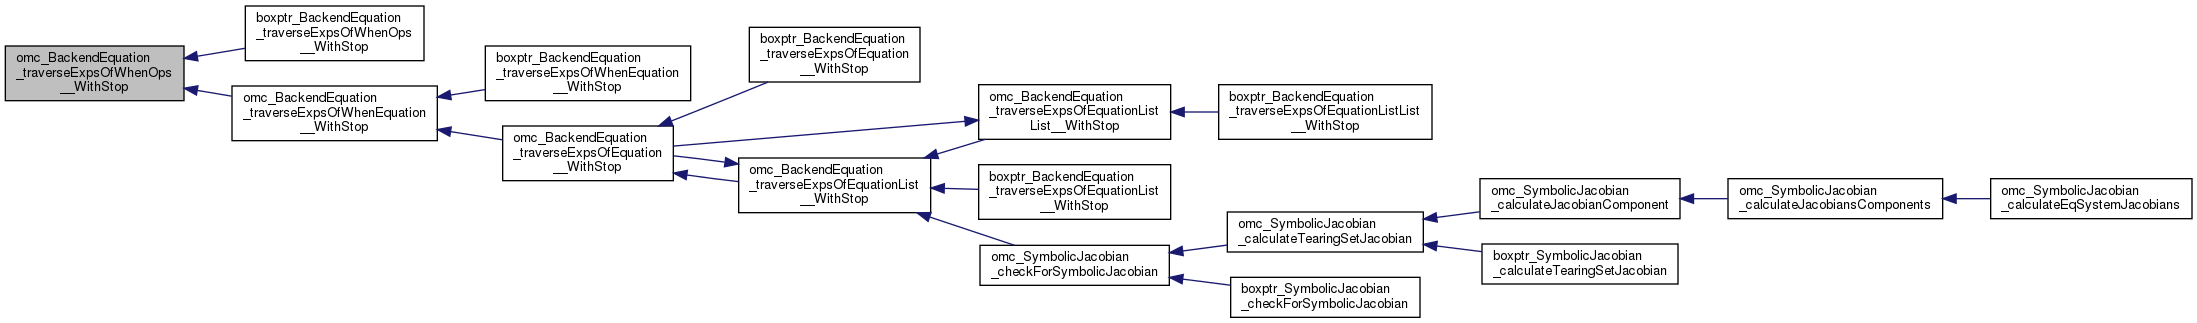 omc_BackendEquation
_traverseExpsOfWhenOps
__WithStop
boxptr_BackendEquation
_traverseExpsOfWhenOps
__WithStop
omc_BackendEquation
_traverseExpsOfWhenEquation
__WithStop
boxptr_BackendEquation
_traverseExpsOfWhenEquation
__WithStop
omc_BackendEquation
_traverseExpsOfEquation
__WithStop
boxptr_BackendEquation
_traverseExpsOfEquation
__WithStop
omc_BackendEquation
_traverseExpsOfEquationList
__WithStop
omc_BackendEquation
_traverseExpsOfEquationList
List__WithStop
boxptr_BackendEquation
_traverseExpsOfEquationListList
__WithStop
boxptr_BackendEquation
_traverseExpsOfEquationList
__WithStop
omc_SymbolicJacobian
_checkForSymbolicJacobian
omc_SymbolicJacobian
_calculateTearingSetJacobian
boxptr_SymbolicJacobian
_checkForSymbolicJacobian
omc_SymbolicJacobian
_calculateJacobianComponent
boxptr_SymbolicJacobian
_calculateTearingSetJacobian
omc_SymbolicJacobian
_calculateJacobiansComponents
omc_SymbolicJacobian
_calculateEqSystemJacobians